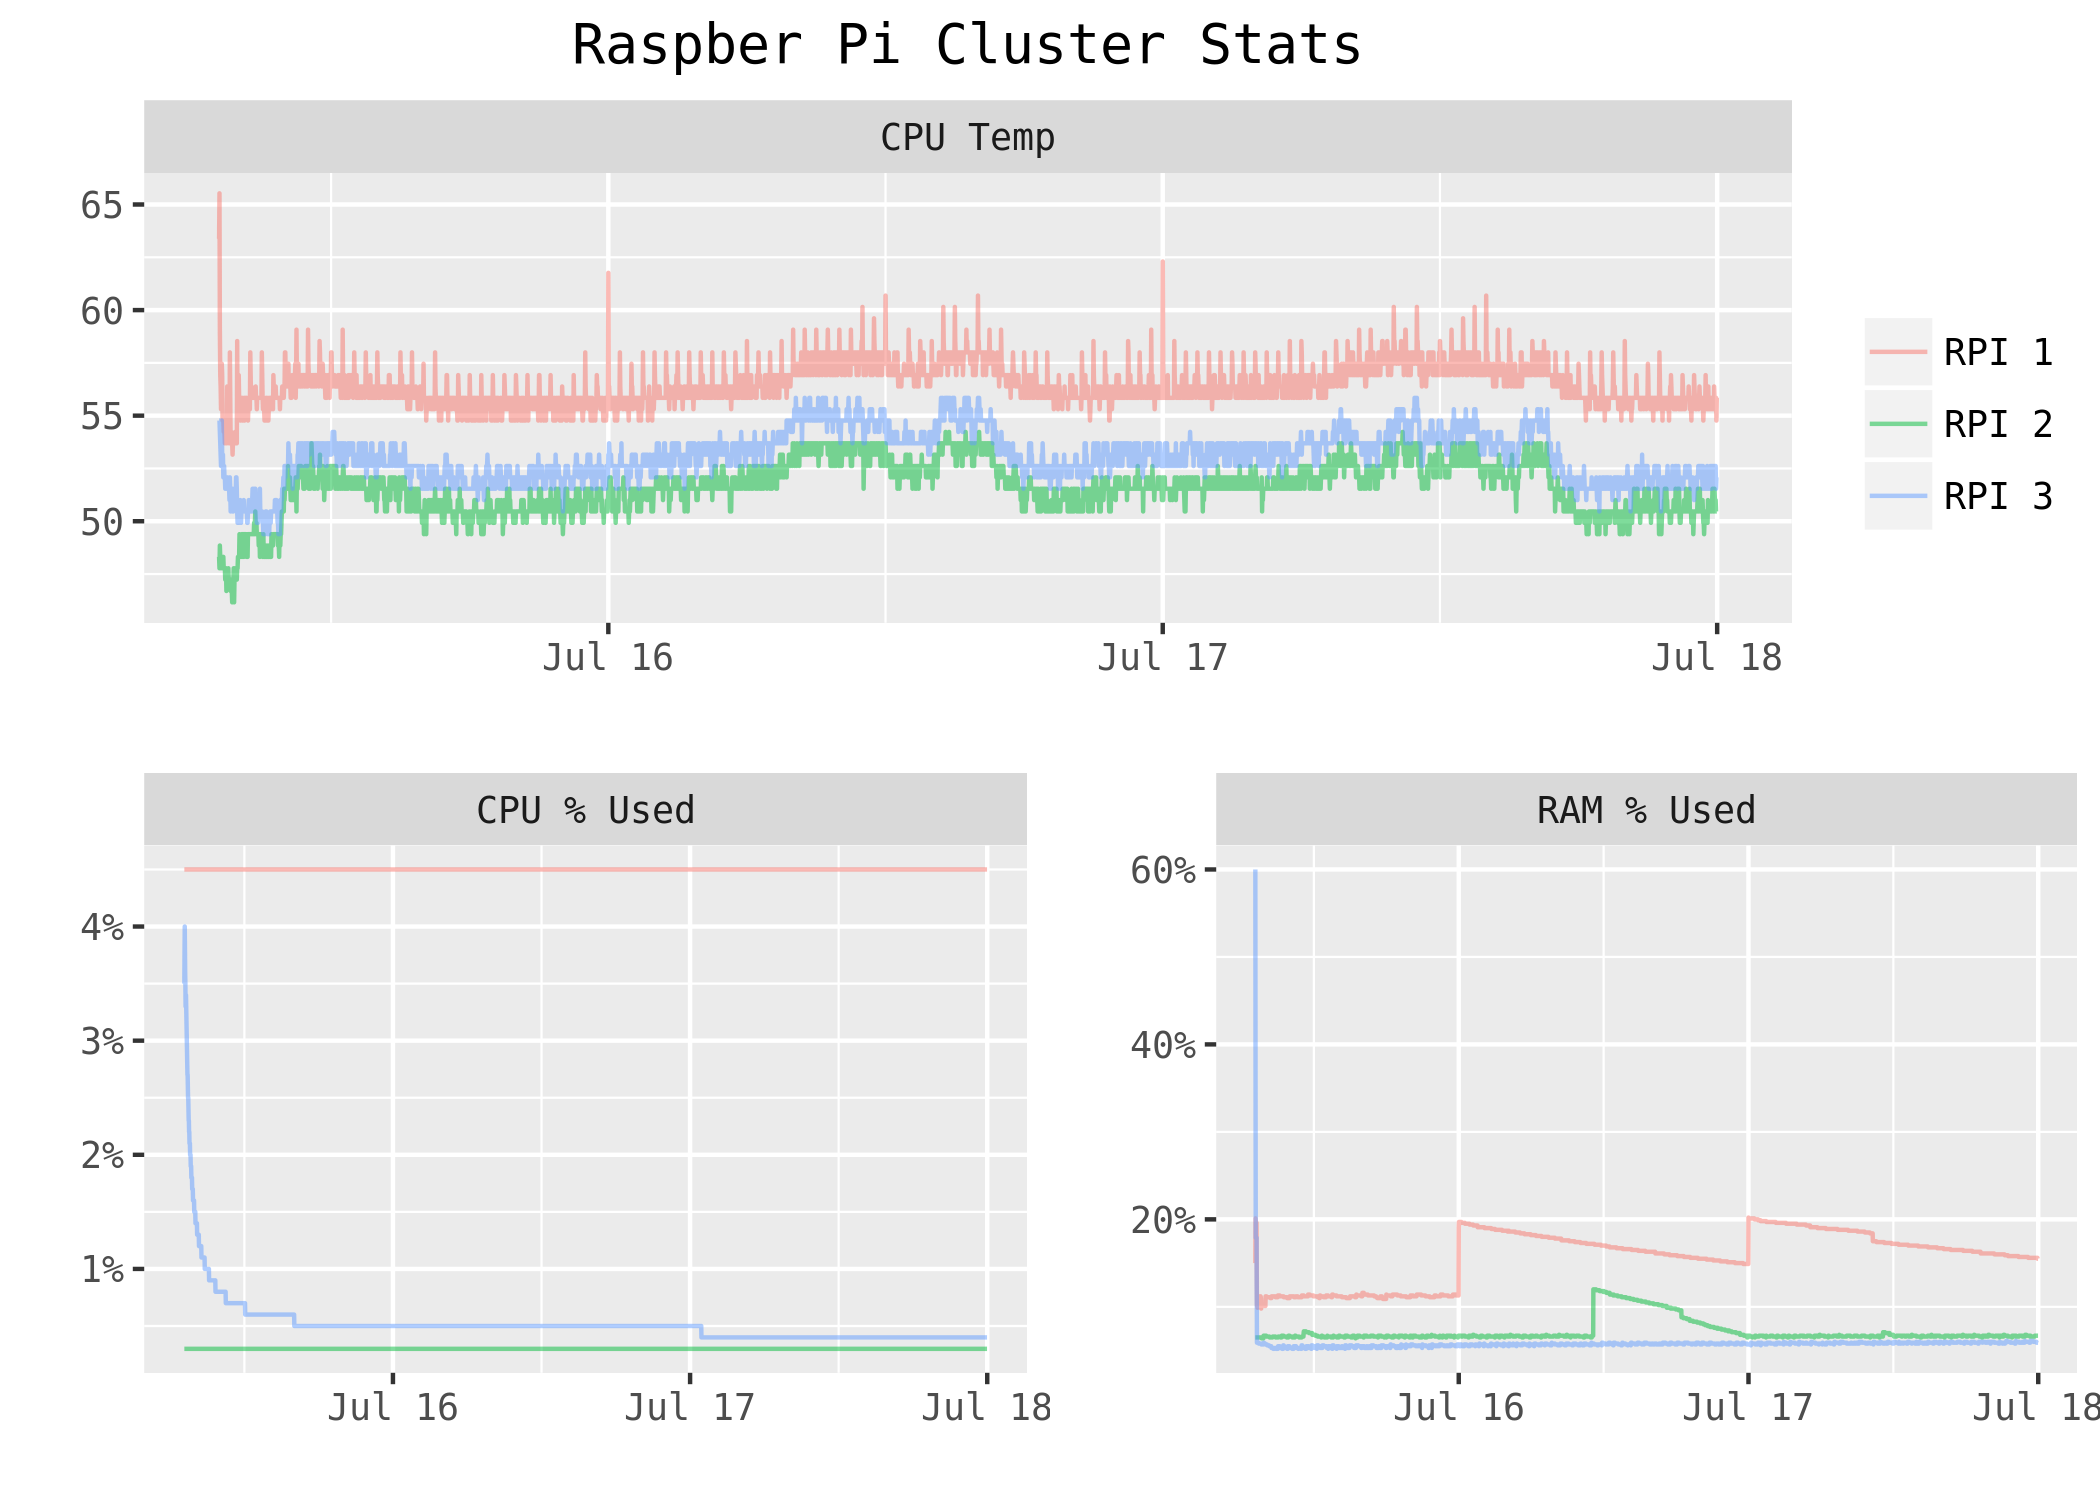 Raspber Pi Cluster Stats
CPU Temp
65
60
55
50
Jul 16 Jul 17 Jul 18
RPI 1
RPI 2
RPI 3
CPU % Used
4%
3%
2%
1%
Jul 16 Jul 17 Jul 18
RAM % Used
60%
40%
20%
Jul 16 Jul 17 Jul 18